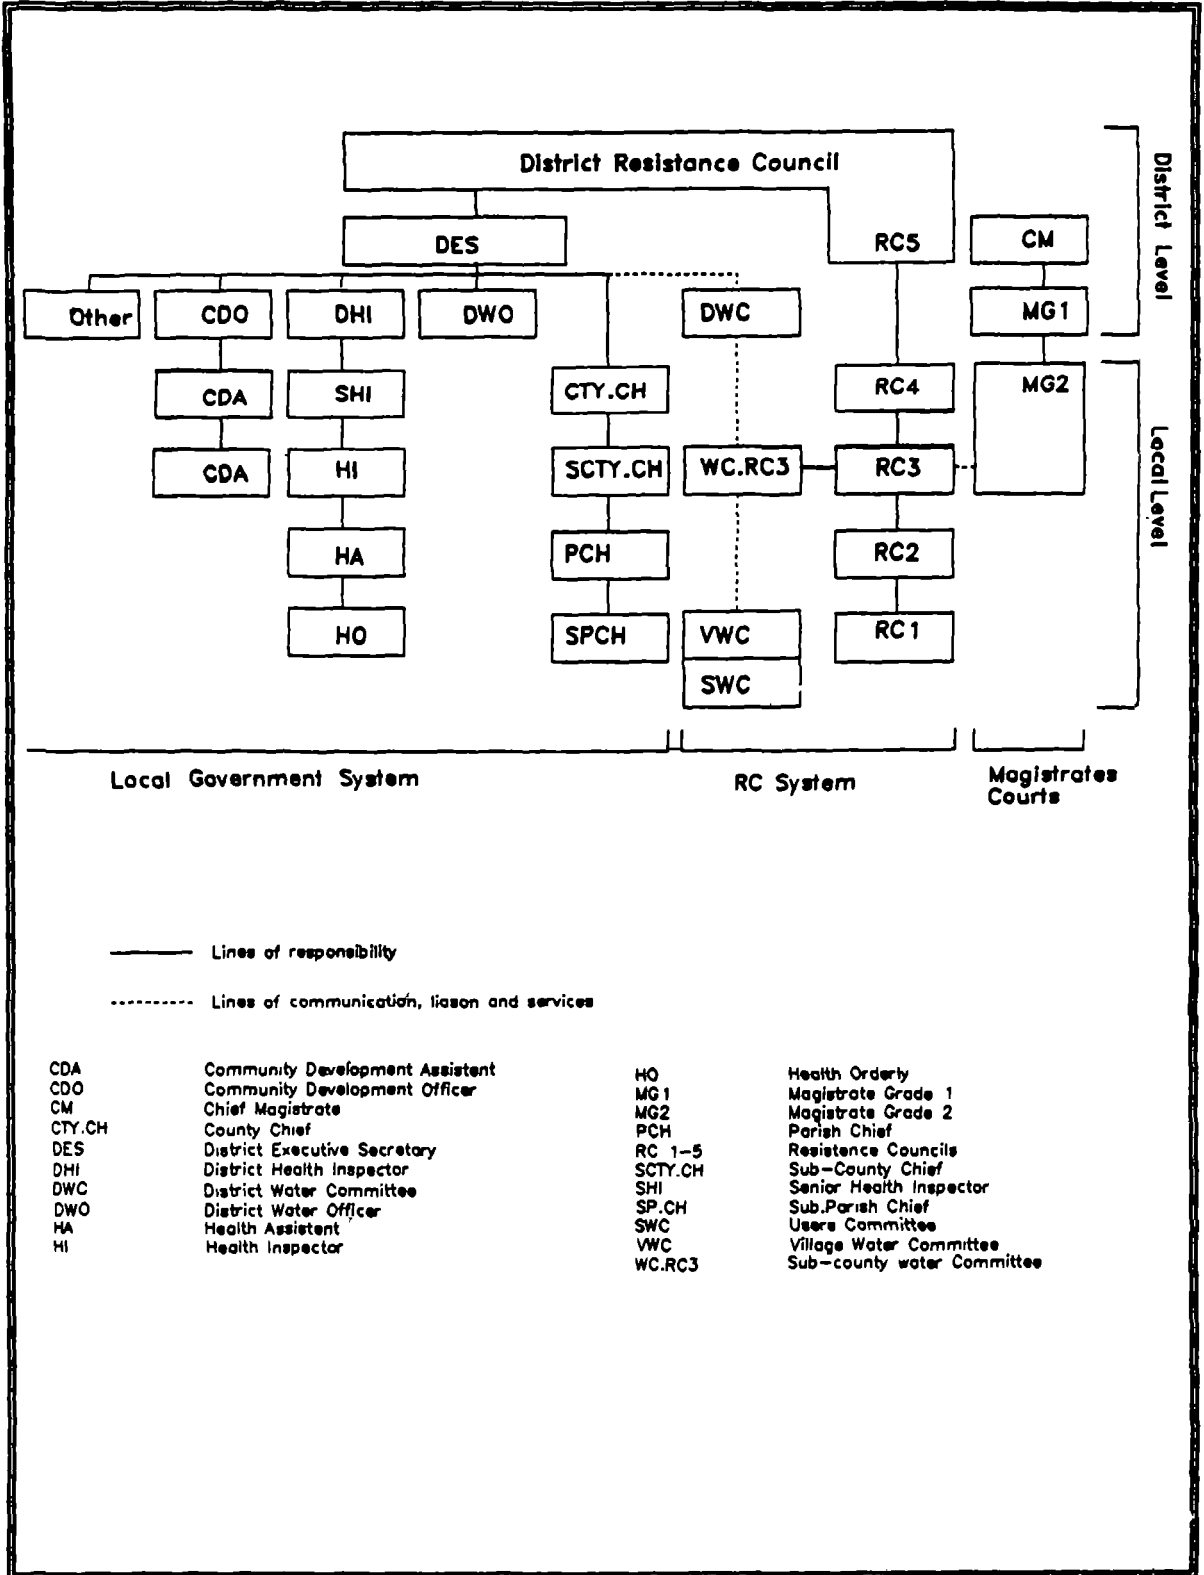 District Resistance Council
DES
RC5
CM
District Level
Other
CDO
DHI
DWO
DWC
MG1
CDA
SHI
CTY.CH
RC4
MG2
CDA
HI
SCTY.CH
WC.RC3
RC3
Local Level
HA
PCH
RC2
HO
SPCH
VWC
RC1
SWC
Local Government System
RC System
Magistrates
Courts
Lines of responsibility
Lines of communication, liason and services
CDA Community Development Assistent
CDO Community Development Officer
CM Chief Magistrate
CTY.CH County Chief
DES District Executive Secretary
DHI District Health Inspector
DWC District Water Committee
DWO District Water Officer
HA Health Assistent
HI Health Inspector
HO Health Orderly
MG1 Magistrate Grade 1
MG2 Magistrate Grade 2
PCH Parish Chief
RC 1-5 Resistence Councils
SCTY.CH Sub-County Chief
SHI Senior Health Inspector
SP.CH Sub.Parish Chief
SWC Users Committee
VWC Village Water Committee
WC.RC3 Sub-county water Committee